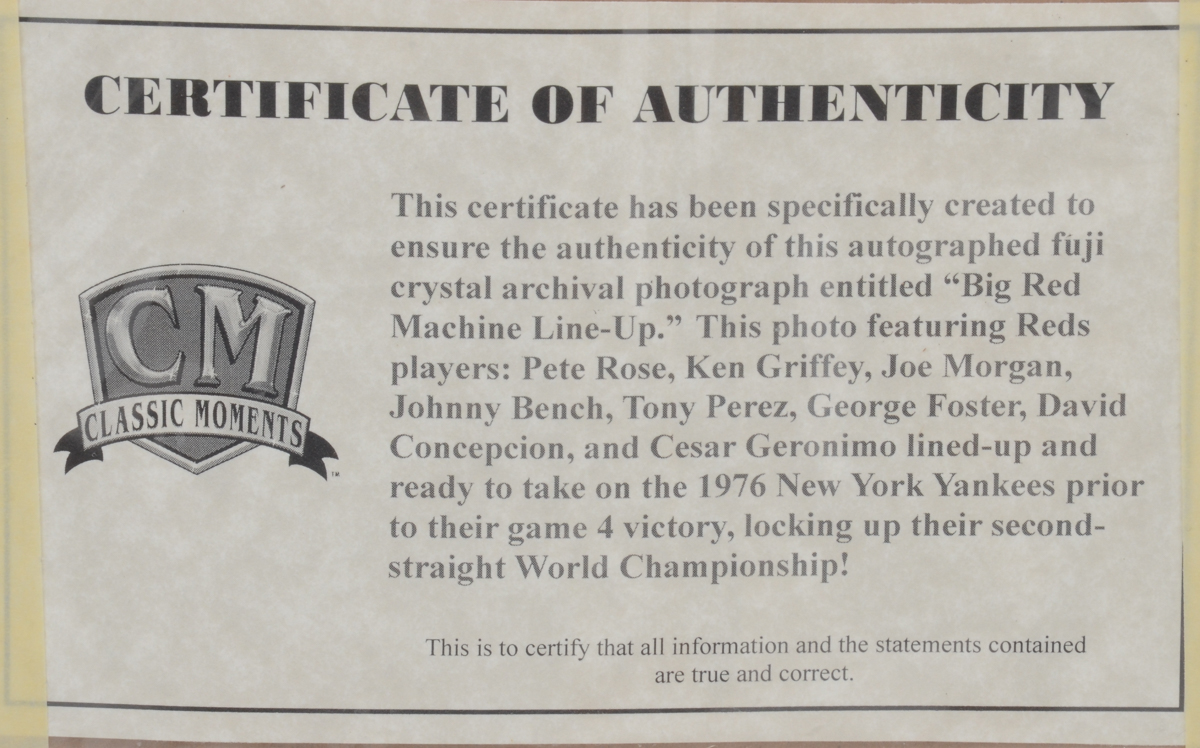 CERTIFICATE OF AUTHENTICITY
This certificate has been specifically created to
ensure the authenticity of this autographed fuji
crystal archival photograph entitled “Big Red
Machine Line-Up.” This photo featuring Reds
players: Pete Rose, Ken Griffey, Joe Morgan,
Johnny Bench, Tony Perez, George Foster, David
Concepcion, and Cesar Geronimo lined-up and
ready to take on the 1976 New York Yankees prior
to their game 4 victory, locking up their second-
straight World Championship!
CM
CLASSIC MOMENTS
™
This is to certify that all information and the statements contained
are true and correct.